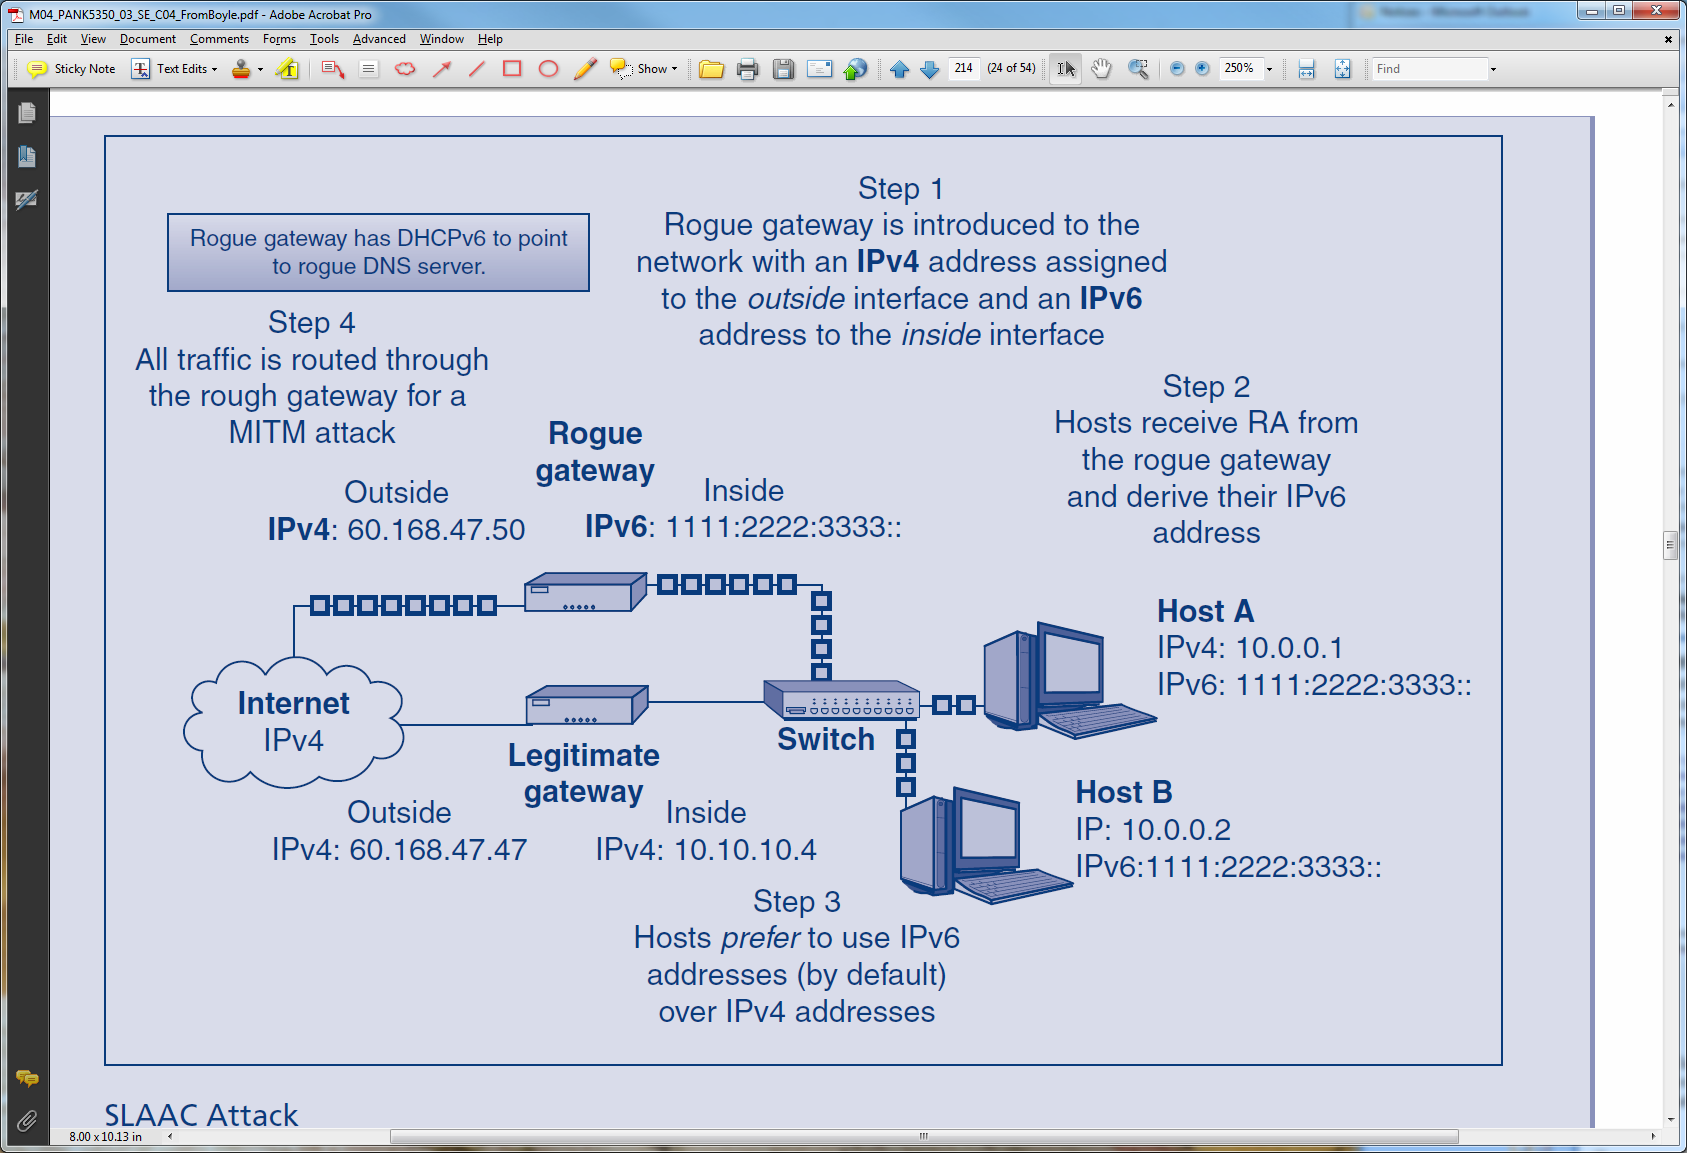 M04_PANK5350_03_SE_C04_FromBoyle.pdf - Adobe Acrobat Pro
File Edit View Document Comments Forms Tools Advanced Window Help
Sticky Note Text Edits Show 214 (24 of 54) 250% Find
Step 1
Rogue gateway is introduced to the
network with an IPv4 address assigned
to the outside interface and an IPv6
address to the inside interface
Rogue gateway has DHCPv6 to point
to rogue DNS server.
Step 4
All traffic is routed through
the rough gateway for a
MITM attack
Step 2
Hosts receive RA from
the rogue gateway
and derive their IPv6
address
Rogue
gateway
Outside
IPv4: 60.168.47.50
Inside
IPv6: 1111:2222:3333::
Host A
IPv4: 10.0.0.1
IPv6: 1111:2222:3333::
Internet
IPv4
Switch
Legitimate
gateway
Outside
IPv4: 60.168.47.47
Inside
IPv4: 10.10.10.4
Host B
IP: 10.0.0.2
IPv6:1111:2222:3333::
Step 3
Hosts prefer to use IPv6
addresses (by default)
over IPv4 addresses
SLAAC Attack
8.00 x 10.13 in